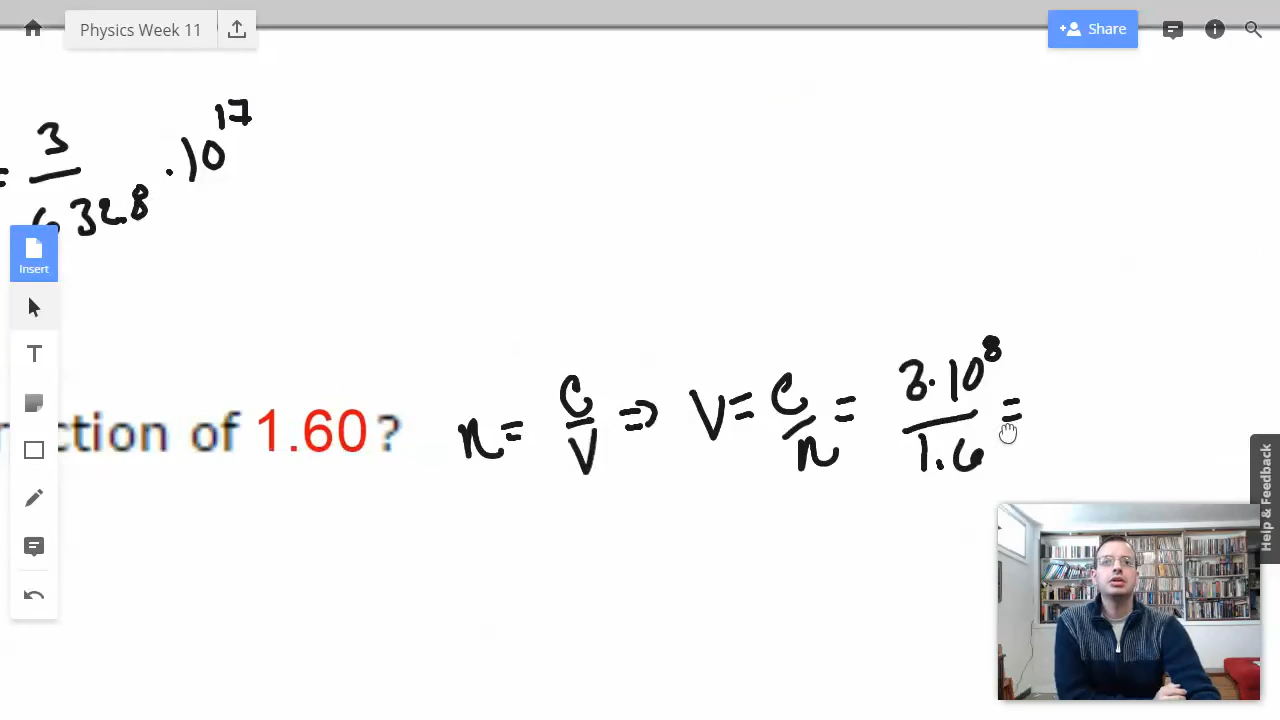 Physics Week 11
Share
= 3/6328 · 10^17
Insert
ction of 1.60?
n = c/v ⇒ v = c/n = 3·10^8/1.6 =
Help & Feedback